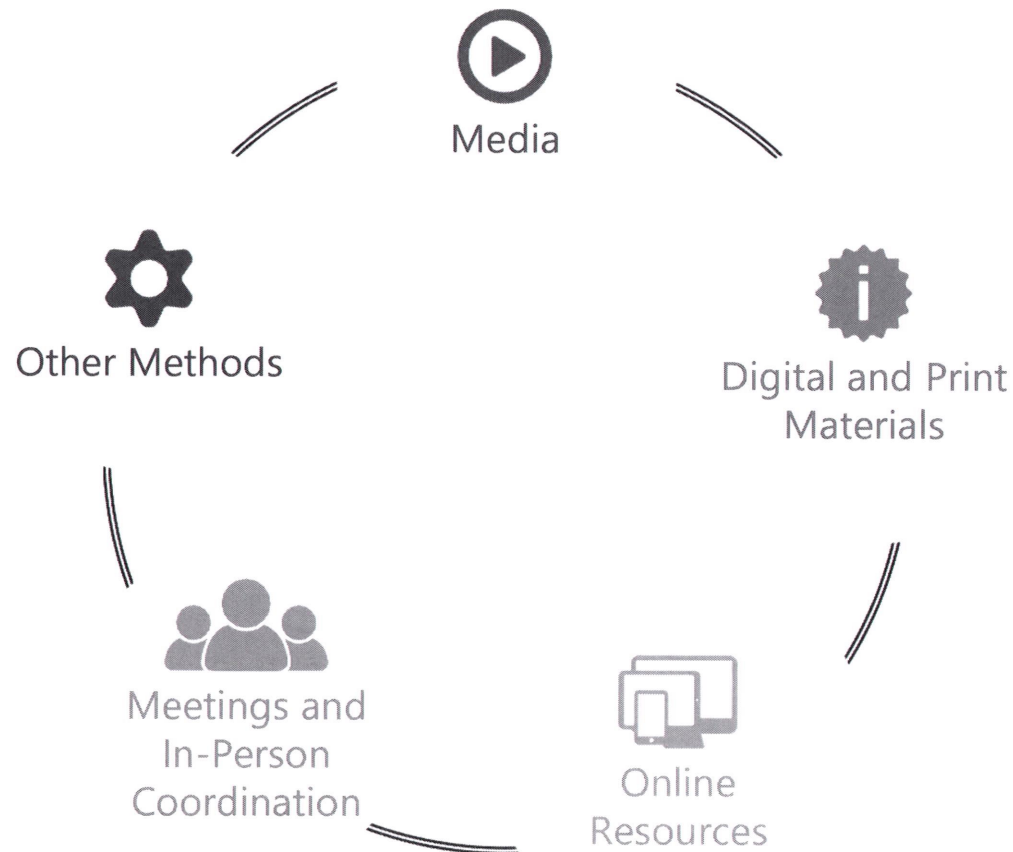 Media
Other Methods
Digital and Print
Materials
Meetings and
In-Person
Coordination
Online
Resources